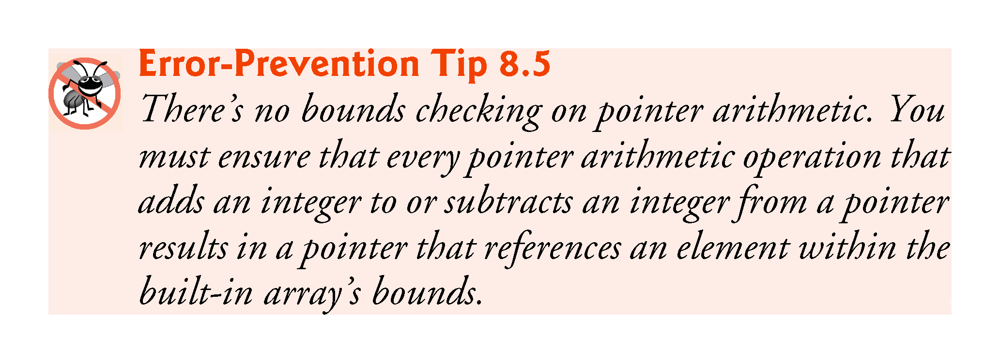 Error-Prevention Tip 8.5
There’s no bounds checking on pointer arithmetic. You
must ensure that every pointer arithmetic operation that
adds an integer to or subtracts an integer from a pointer
results in a pointer that references an element within the
built-in array’s bounds.